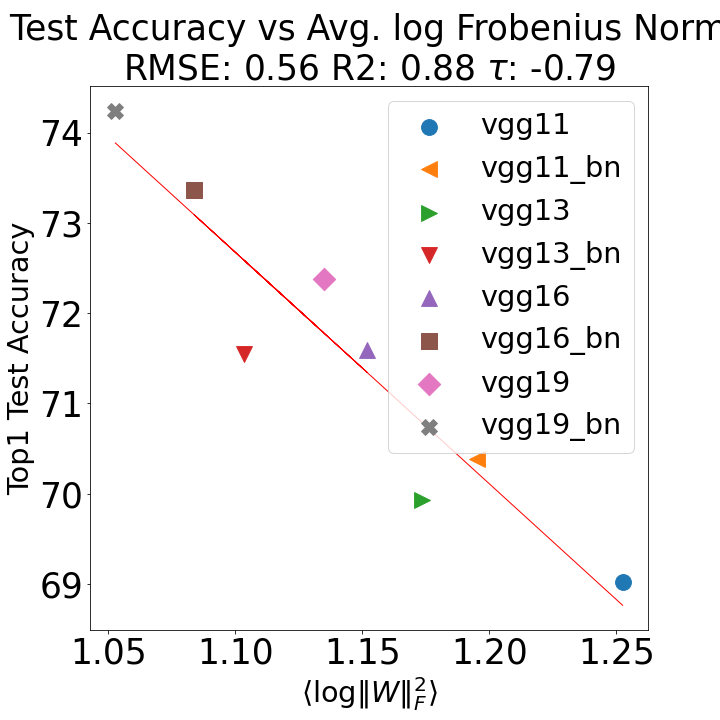 Test Accuracy vs Avg. log Frobenius Norm
RMSE: 0.56 R2: 0.88 τ: -0.79
Top1 Test Accuracy
74
73
72
71
70
69
vgg11
vgg11_bn
vgg13
vgg13_bn
vgg16
vgg16_bn
vgg19
vgg19_bn
1.05 1.10 1.15 1.20 1.25
⟨log‖W‖²_F⟩